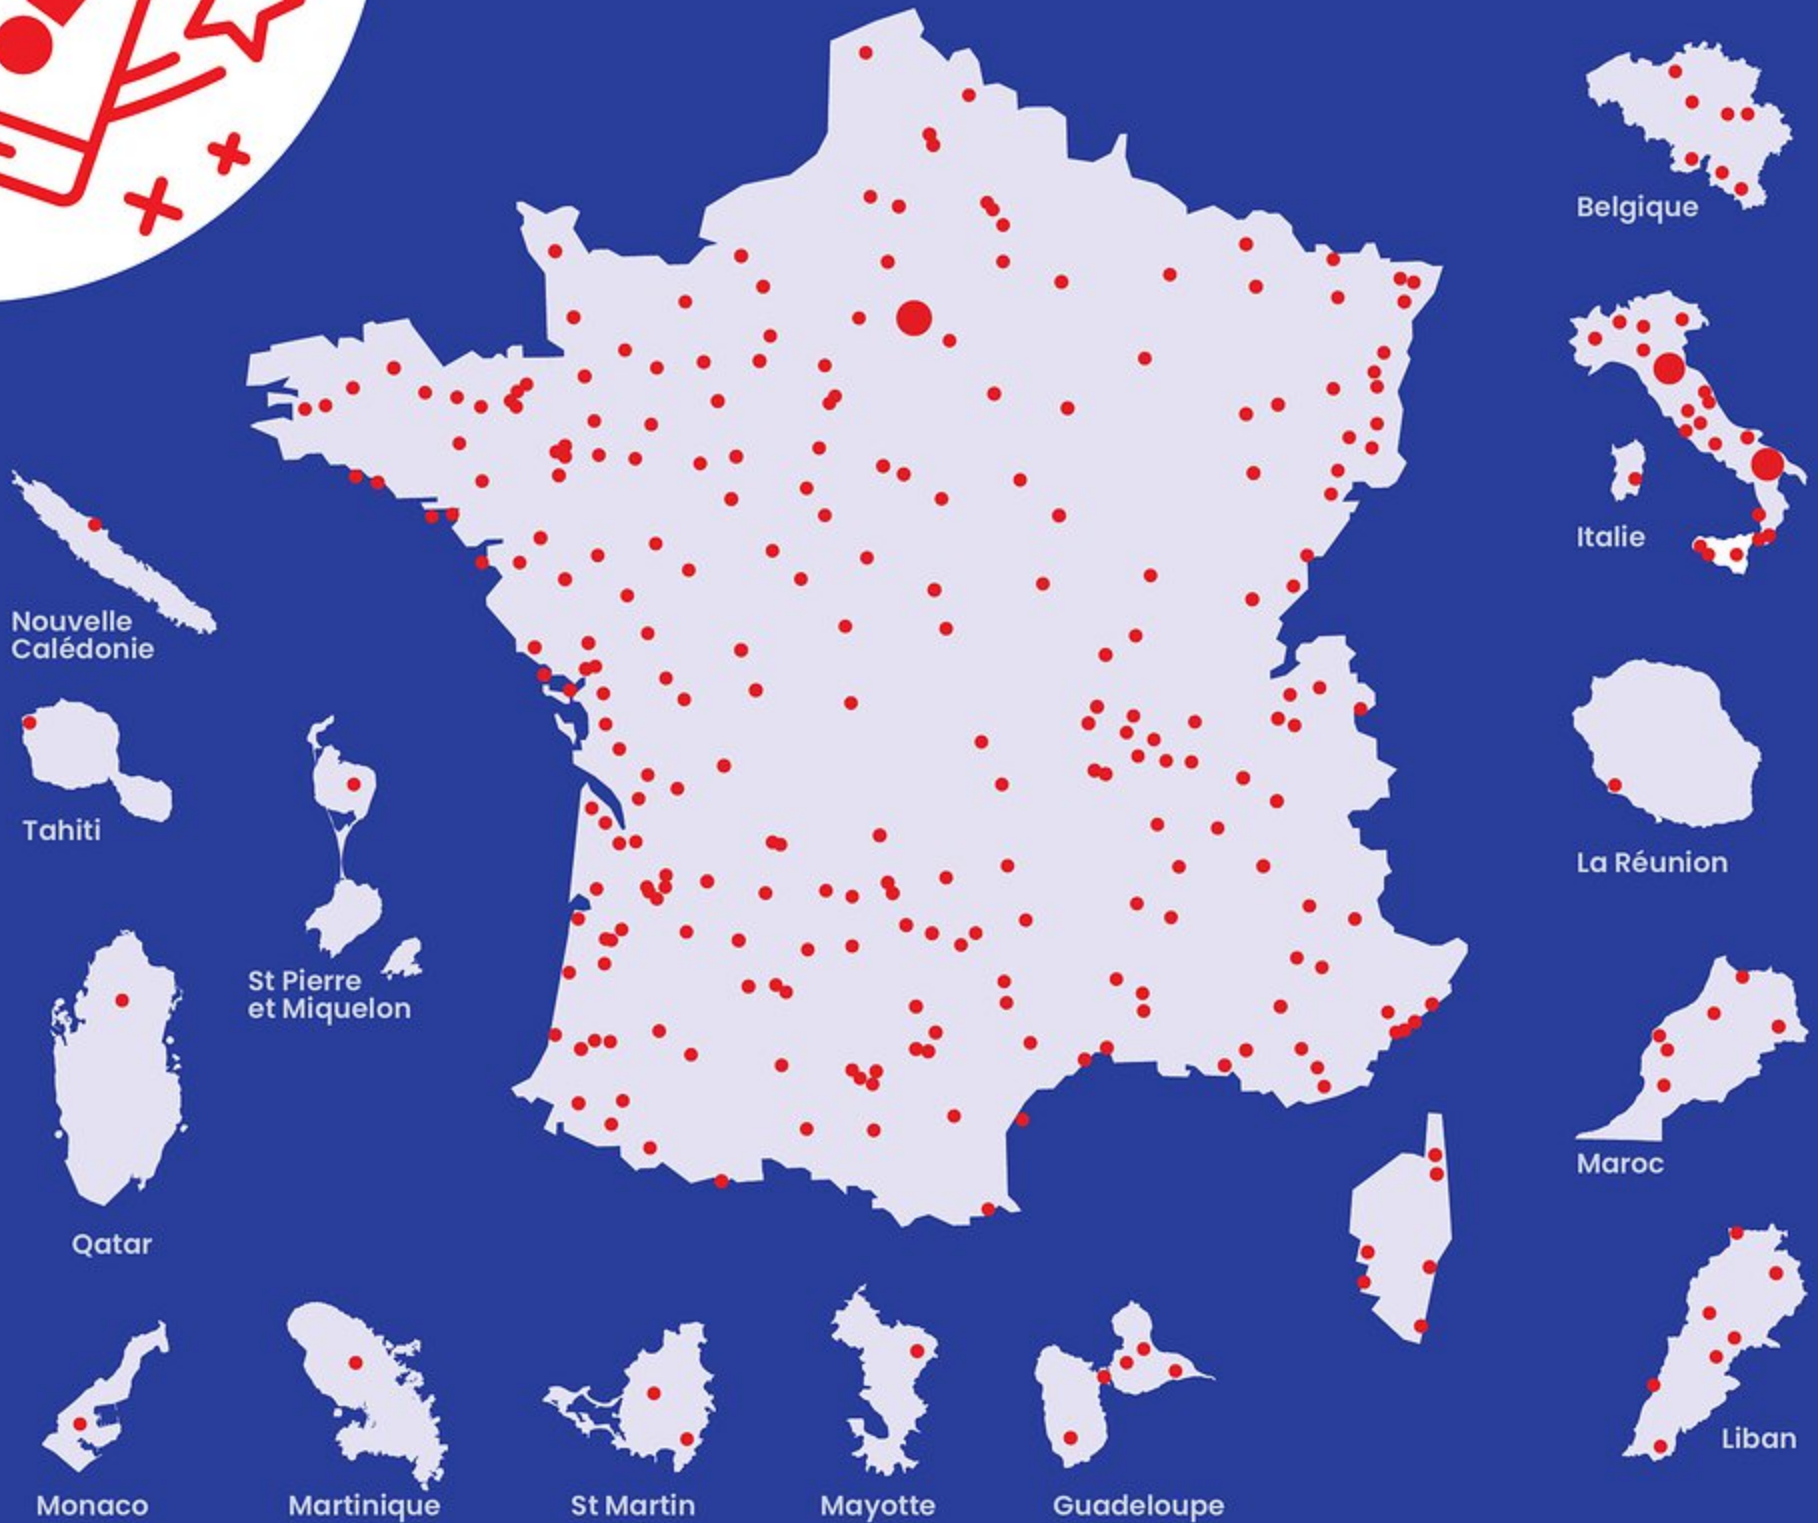 Belgique
Italie
Nouvelle
Calédonie
Tahiti
St Pierre
et Miquelon
La Réunion
Qatar
Maroc
Liban
Monaco
Martinique
St Martin
Mayotte
Guadeloupe